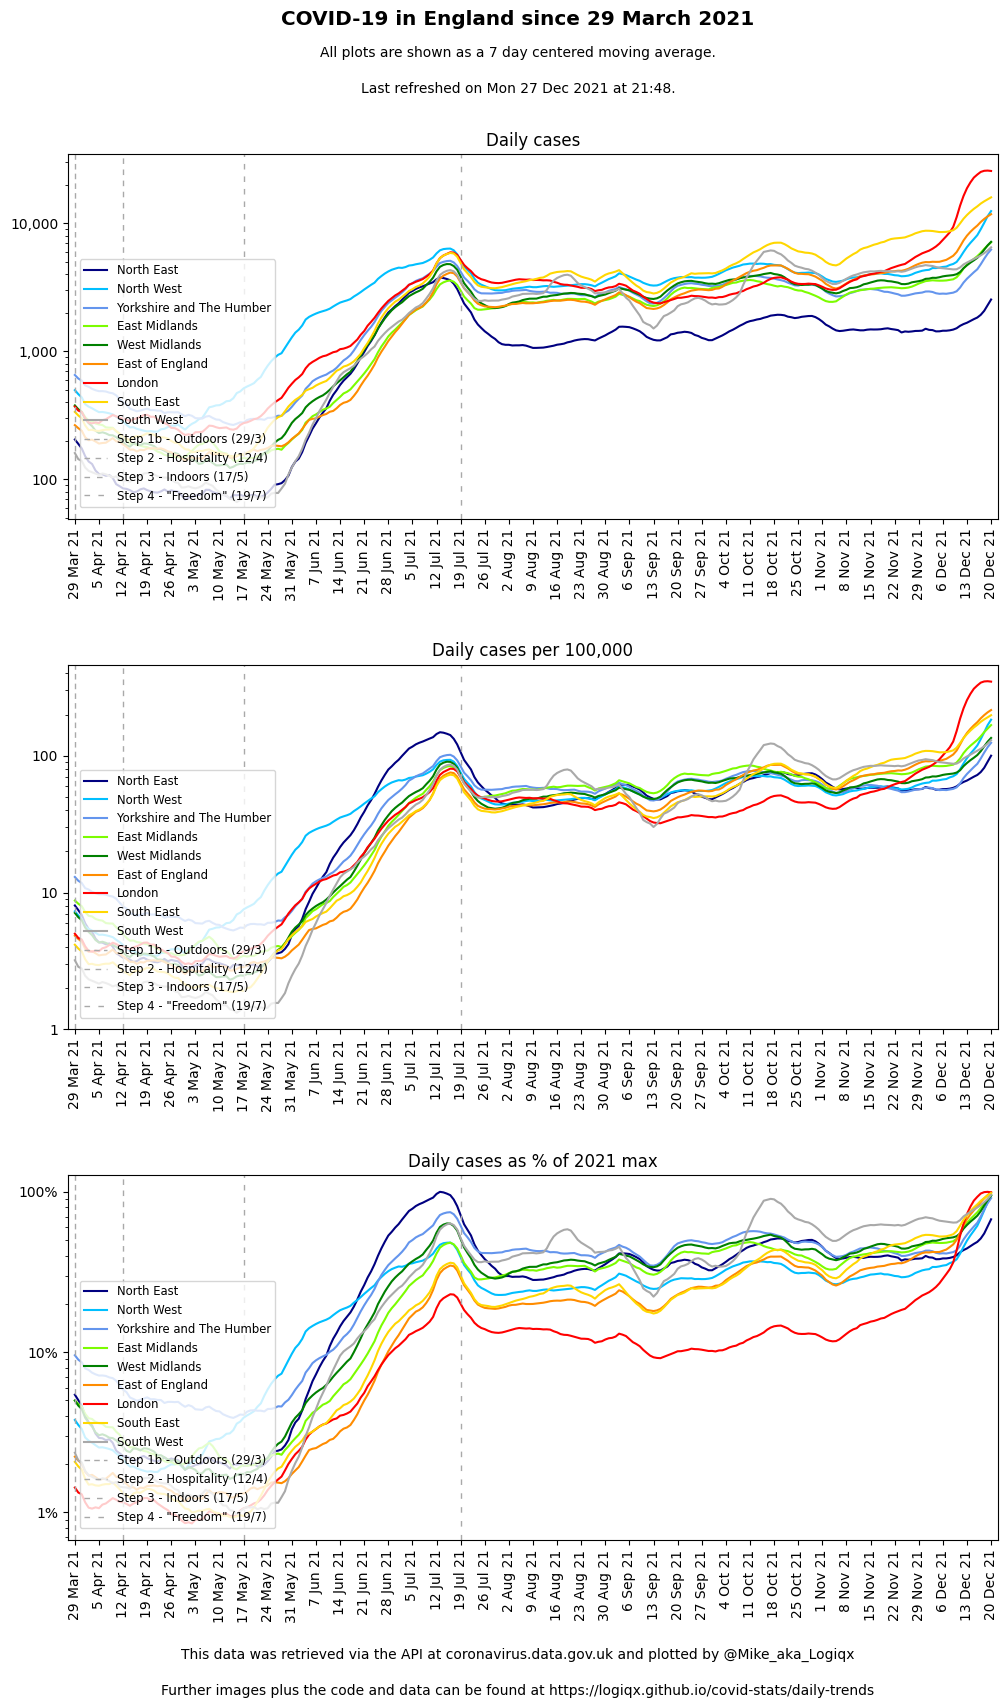 COVID-19 in England since 29 March 2021
All plots are shown as a 7 day centered moving average.
Last refreshed on Mon 27 Dec 2021 at 21:48.
Daily cases
10,000
1,000
100
North East
North West
Yorkshire and The Humber
East Midlands
West Midlands
East of England
London
South East
South West
Step 1b - Outdoors (29/3)
Step 2 - Hospitality (12/4)
Step 3 - Indoors (17/5)
Step 4 - "Freedom" (19/7)
29 Mar 21
5 Apr 21
12 Apr 21
19 Apr 21
26 Apr 21
3 May 21
10 May 21
17 May 21
24 May 21
31 May 21
7 Jun 21
14 Jun 21
21 Jun 21
28 Jun 21
5 Jul 21
12 Jul 21
19 Jul 21
26 Jul 21
2 Aug 21
9 Aug 21
16 Aug 21
23 Aug 21
30 Aug 21
6 Sep 21
13 Sep 21
20 Sep 21
27 Sep 21
4 Oct 21
11 Oct 21
18 Oct 21
25 Oct 21
1 Nov 21
8 Nov 21
15 Nov 21
22 Nov 21
29 Nov 21
6 Dec 21
13 Dec 21
20 Dec 21
Daily cases per 100,000
100
10
1
North East
North West
Yorkshire and The Humber
East Midlands
West Midlands
East of England
London
South East
South West
Step 1b - Outdoors (29/3)
Step 2 - Hospitality (12/4)
Step 3 - Indoors (17/5)
Step 4 - "Freedom" (19/7)
29 Mar 21
5 Apr 21
12 Apr 21
19 Apr 21
26 Apr 21
3 May 21
10 May 21
17 May 21
24 May 21
31 May 21
7 Jun 21
14 Jun 21
21 Jun 21
28 Jun 21
5 Jul 21
12 Jul 21
19 Jul 21
26 Jul 21
2 Aug 21
9 Aug 21
16 Aug 21
23 Aug 21
30 Aug 21
6 Sep 21
13 Sep 21
20 Sep 21
27 Sep 21
4 Oct 21
11 Oct 21
18 Oct 21
25 Oct 21
1 Nov 21
8 Nov 21
15 Nov 21
22 Nov 21
29 Nov 21
6 Dec 21
13 Dec 21
20 Dec 21
Daily cases as % of 2021 max
100%
10%
1%
North East
North West
Yorkshire and The Humber
East Midlands
West Midlands
East of England
London
South East
South West
Step 1b - Outdoors (29/3)
Step 2 - Hospitality (12/4)
Step 3 - Indoors (17/5)
Step 4 - "Freedom" (19/7)
29 Mar 21
5 Apr 21
12 Apr 21
19 Apr 21
26 Apr 21
3 May 21
10 May 21
17 May 21
24 May 21
31 May 21
7 Jun 21
14 Jun 21
21 Jun 21
28 Jun 21
5 Jul 21
12 Jul 21
19 Jul 21
26 Jul 21
2 Aug 21
9 Aug 21
16 Aug 21
23 Aug 21
30 Aug 21
6 Sep 21
13 Sep 21
20 Sep 21
27 Sep 21
4 Oct 21
11 Oct 21
18 Oct 21
25 Oct 21
1 Nov 21
8 Nov 21
15 Nov 21
22 Nov 21
29 Nov 21
6 Dec 21
13 Dec 21
20 Dec 21
This data was retrieved via the API at coronavirus.data.gov.uk and plotted by @Mike_aka_Logiqx
Further images plus the code and data can be found at https://logiqx.github.io/covid-stats/daily-trends